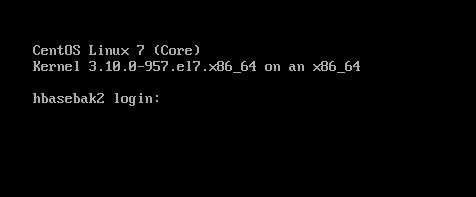 CentOS Linux 7 (Core)
Kernel 3.10.0-957.el7.x86_64 on an x86_64
hbasebak2 login: